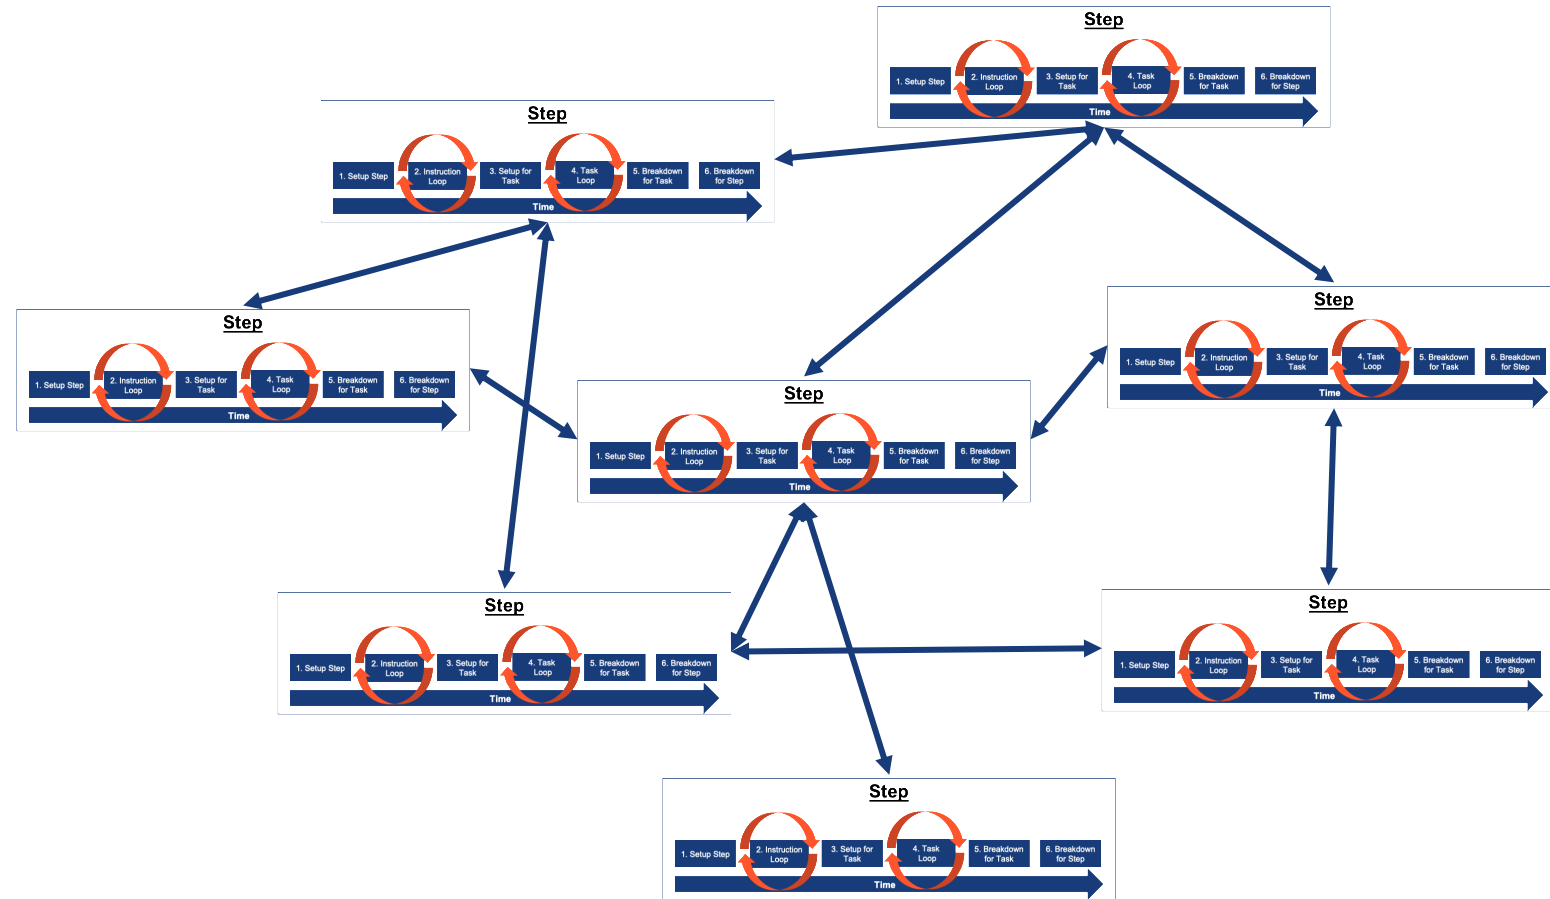 Step
1. Setup Step
2. Instruction
Loop
3. Setup for
Task
4. Task
Loop
5. Breakdown
for Task
6. Breakdown
for Step
Time
Step
1. Setup Step
2. Instruction
Loop
3. Setup for
Task
4. Task
Loop
5. Breakdown
for Task
6. Breakdown
for Step
Time
Step
1. Setup Step
2. Instruction
Loop
3. Setup for
Task
4. Task
Loop
5. Breakdown
for Task
6. Breakdown
for Step
Time
Step
1. Setup Step
2. Instruction
Loop
3. Setup for
Task
4. Task
Loop
5. Breakdown
for Task
6. Breakdown
for Step
Time
Step
1. Setup Step
2. Instruction
Loop
3. Setup for
Task
4. Task
Loop
5. Breakdown
for Task
6. Breakdown
for Step
Time
Step
1. Setup Step
2. Instruction
Loop
3. Setup for
Task
4. Task
Loop
5. Breakdown
for Task
6. Breakdown
for Step
Time
Step
1. Setup Step
2. Instruction
Loop
3. Setup for
Task
4. Task
Loop
5. Breakdown
for Task
6. Breakdown
for Step
Time
Step
1. Setup Step
2. Instruction
Loop
3. Setup for
Task
4. Task
Loop
5. Breakdown
for Task
6. Breakdown
for Step
Time